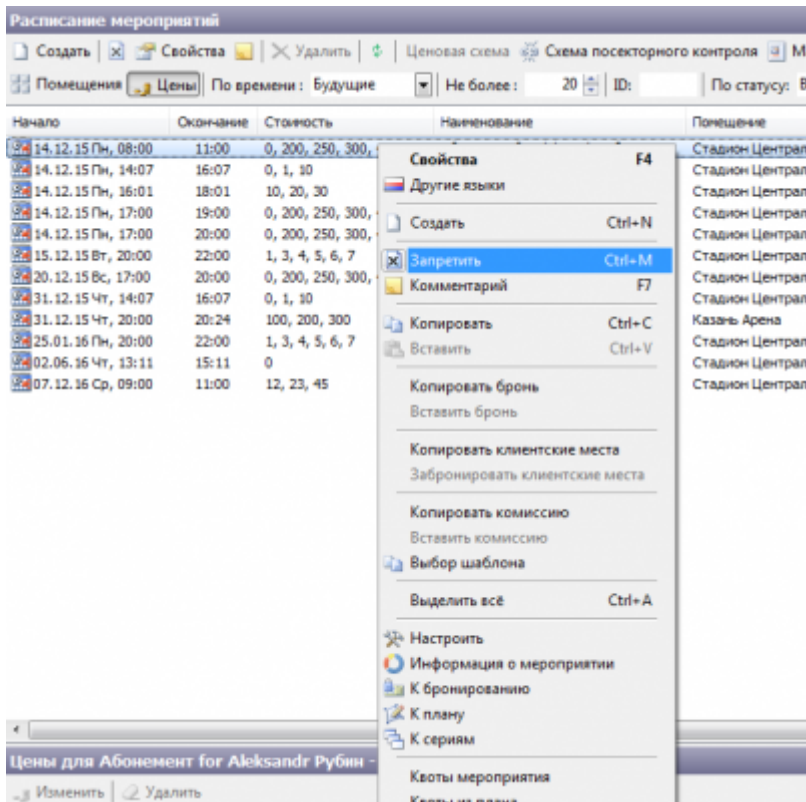 Расписание мероприятий
Создать Свойства Удалить Ценовая схема Схема посекторного контроля М
Помещения Цены По времени: Будущие Не более: 20 ID: По статусу: В
Начало Окончание Стоимость Наименование Помещение
14.12.15 Пн, 08:00 11:00 0, 200, 250, 300, Стадион Централ
14.12.15 Пн, 14:07 16:07 0, 1, 10 Стадион Централ
14.12.15 Пн, 16:01 18:01 10, 20, 30 Стадион Централ
14.12.15 Пн, 17:00 19:00 0, 200, 250, 300, Стадион Централ
14.12.15 Пн, 17:00 20:00 0, 200, 250, 300, Стадион Централ
15.12.15 Вт, 20:00 22:00 1, 3, 4, 5, 6, 7 Стадион Централ
20.12.15 Вс, 17:00 20:00 0, 200, 250, 300, Стадион Централ
31.12.15 Чт, 14:07 16:07 0, 1, 10 Стадион Централ
31.12.15 Чт, 20:00 20:24 100, 200, 300 Казань Арена
25.01.16 Пн, 20:00 22:00 1, 3, 4, 5, 6, 7 Стадион Централ
02.06.16 Чт, 13:11 15:11 0 Стадион Централ
07.12.16 Ср, 09:00 11:00 12, 23, 45 Стадион Централ
Свойства F4
Другие языки
Создать Ctrl+N
Запретить Ctrl+M
Комментарий F7
Копировать Ctrl+C
Вставить Ctrl+V
Копировать бронь
Вставить бронь
Копировать клиентские места
Забронировать клиентские места
Копировать комиссию
Вставить комиссию
Выбор шаблона
Выделить всё Ctrl+A
Настроить
Информация о мероприятии
К бронированию
К плану
К сериям
Квоты мероприятия
Квоты из плана
Цены для Абонемент for Aleksandr Рубин -
Изменить Удалить